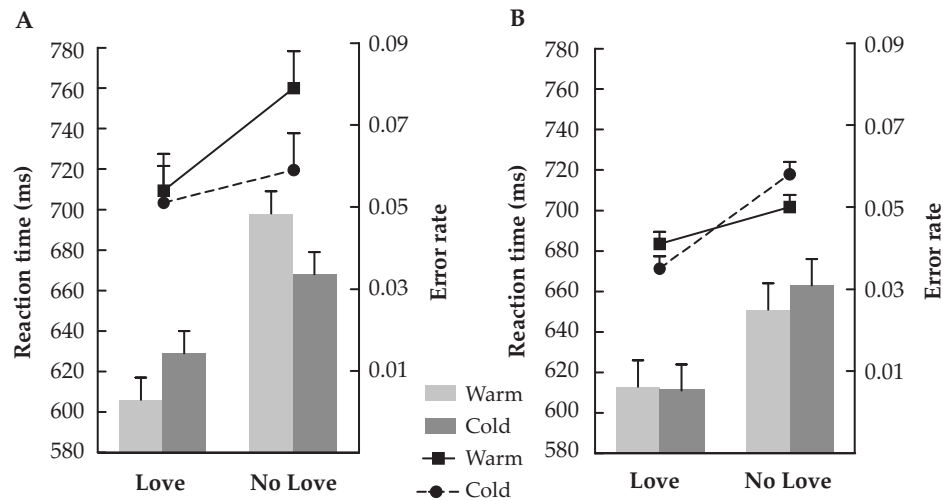 A
B
780
760
740
720
700
680
660
640
620
600
580
Reaction time (ms)
0.09
0.07
0.05
0.03
0.01
Error rate
Love
No Love
Warm
Cold
Warm
Cold
780
760
740
720
700
680
660
640
620
600
580
Reaction time (ms)
0.09
0.07
0.05
0.03
0.01
Error rate
Love
No Love